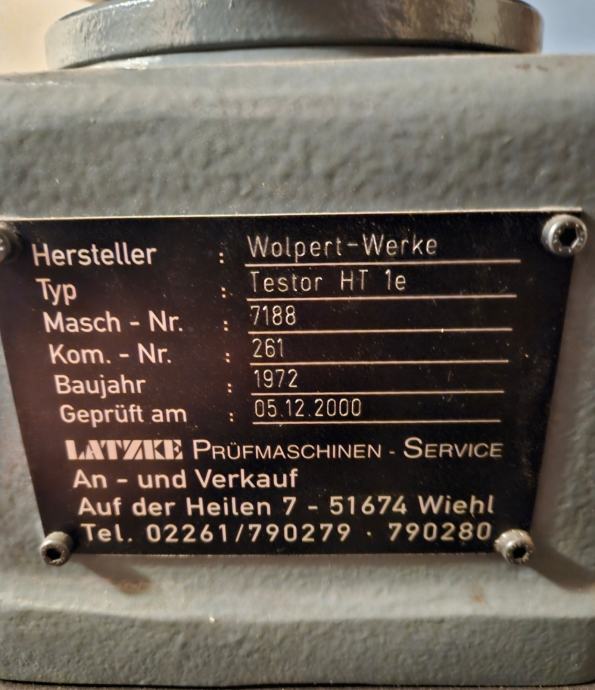 Hersteller : Wolpert-Werke
Typ : Testor HT 1e
Masch - Nr. : 7188
Kom. - Nr. : 261
Baujahr : 1972
Geprüft am : 05.12.2000
LATZKE PRÜFMASCHINEN - SERVICE
An - und Verkauf
Auf der Heilen 7 - 51674 Wiehl
Tel. 02261/790279 · 790280